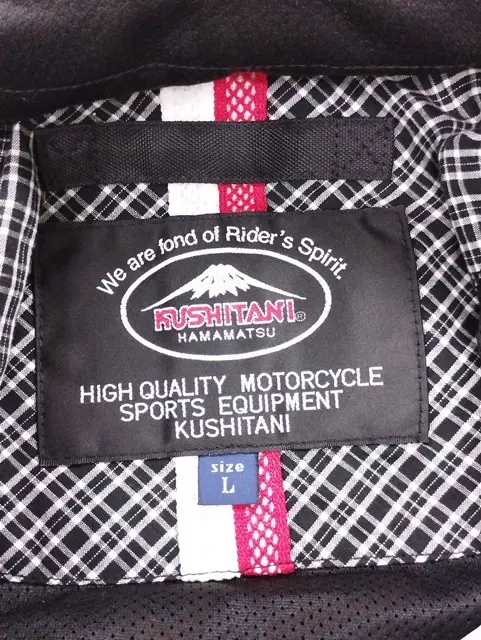 We are fond of Rider's Spirit.
KUSHITANI®
HAMAMATSU
HIGH QUALITY MOTORCYCLE
SPORTS EQUIPMENT
KUSHITANI
size
L